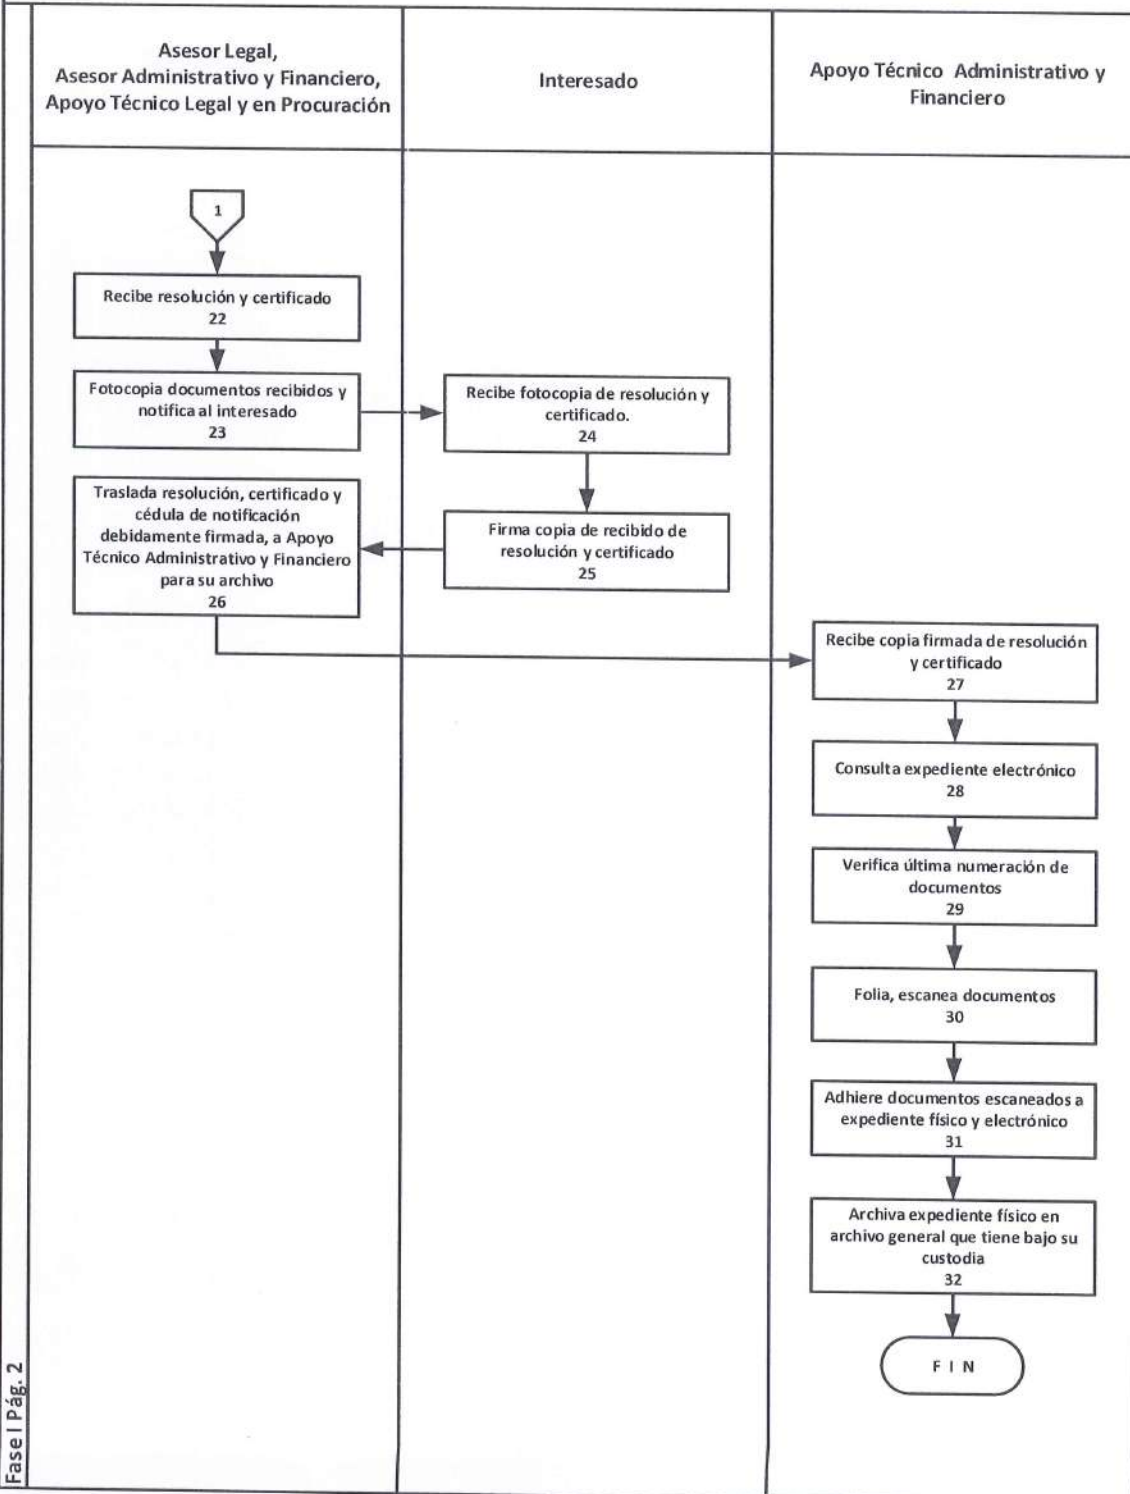 Asesor Legal,
Asesor Administrativo y Financiero,
Apoyo Técnico Legal y en Procuración
Interesado
Apoyo Técnico Administrativo y
Financiero
1
Recibe resolución y certificado
22
Fotocopia documentos recibidos y
notifica al interesado
23
Recibe fotocopia de resolución y
certificado.
24
Firma copia de recibido de
resolución y certificado
25
Traslada resolución, certificado y
cédula de notificación
debidamente firmada, a Apoyo
Técnico Administrativo y Financiero
para su archivo
26
Recibe copia firmada de resolución
y certificado
27
Consulta expediente electrónico
28
Verifica última numeración de
documentos
29
Folia, escanea documentos
30
Adhiere documentos escaneados a
expediente físico y electrónico
31
Archiva expediente físico en
archivo general que tiene bajo su
custodia
32
F I N
Fase I Pág. 2